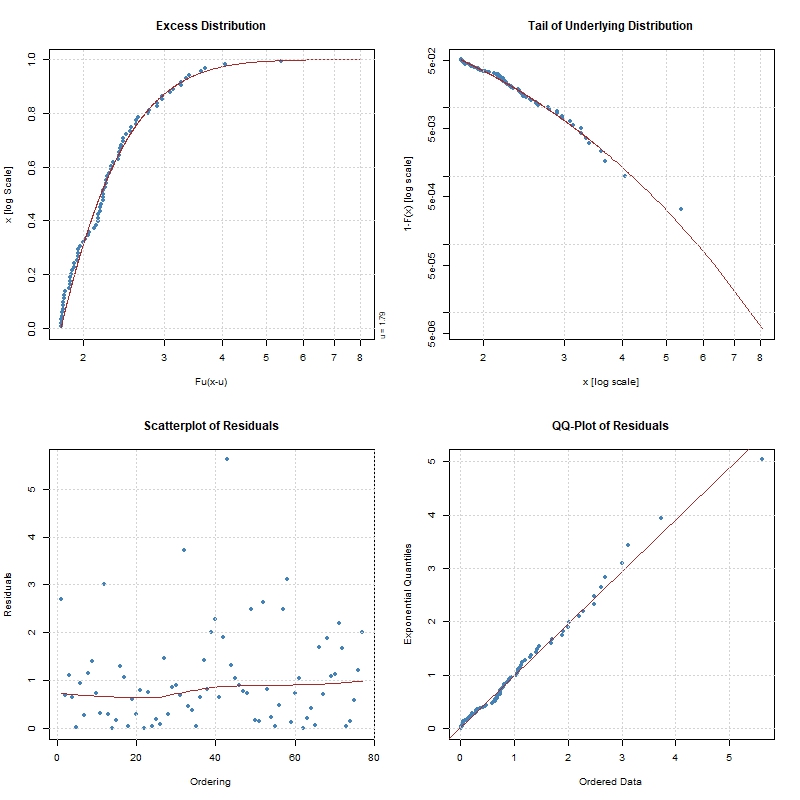 Excess Distribution
x [log Scale]
0.0 0.2 0.4 0.6 0.8 1.0
2 3 4 5 6 7 8
Fu(x-u)
u = 1.79
Tail of Underlying Distribution
1-F(x) [log scale]
5e-06 5e-05 5e-04 5e-03 5e-02
2 3 4 5 6 7 8
x [log scale]
Scatterplot of Residuals
Residuals
0 1 2 3 4 5
0 20 40 60 80
Ordering
QQ-Plot of Residuals
Exponential Quantiles
0 1 2 3 4 5
0 1 2 3 4 5
Ordered Data